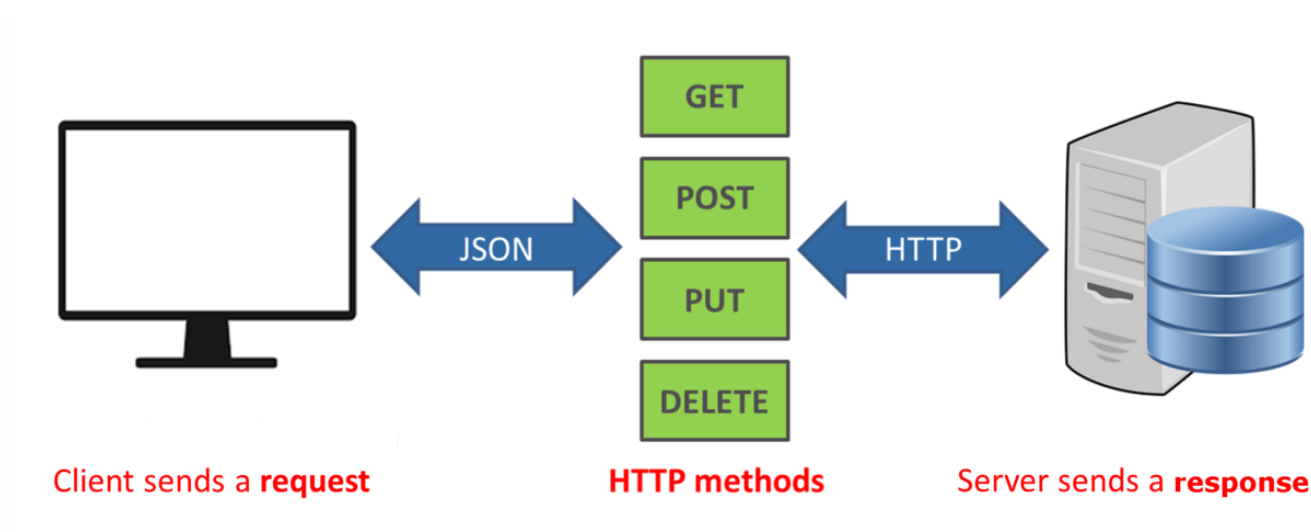 GET
POST
JSON
HTTP
PUT
DELETE
Client sends a request
HTTP methods
Server sends a response